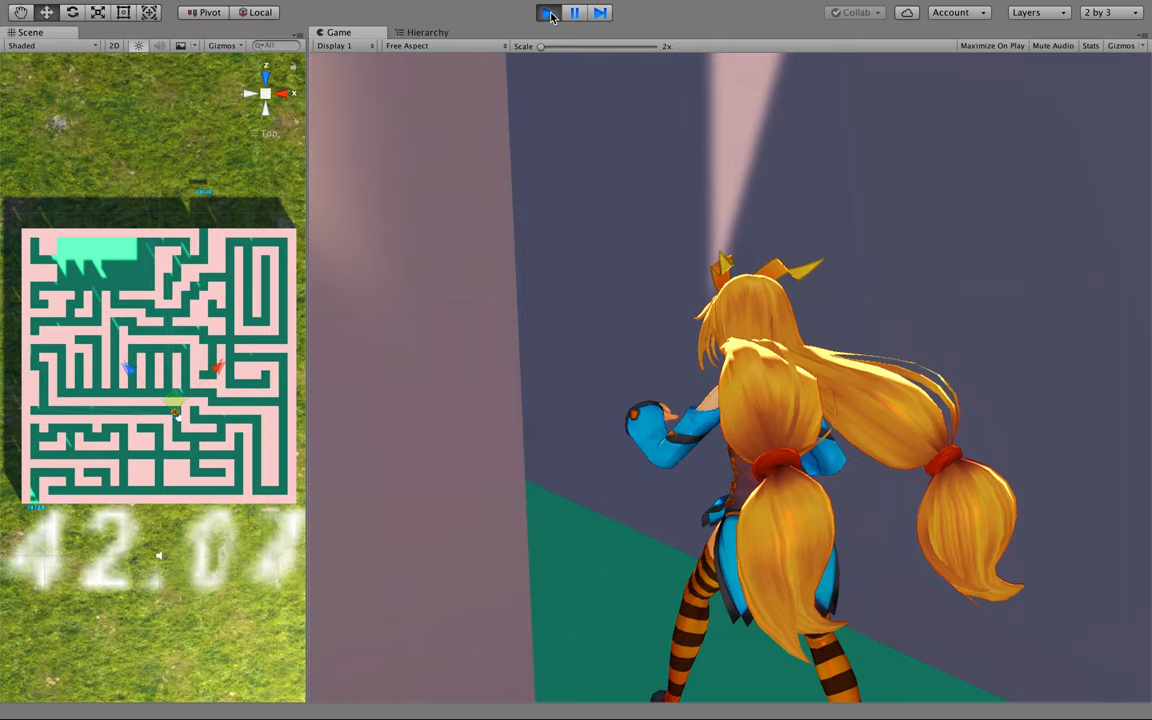 Pivot Local Collab Account Layers 2 by 3
Scene Game Hierarchy
Shaded 2D Gizmos All Display 1 Free Aspect Scale 2x Maximize On Play Mute Audio Stats Gizmos
z
x
Top